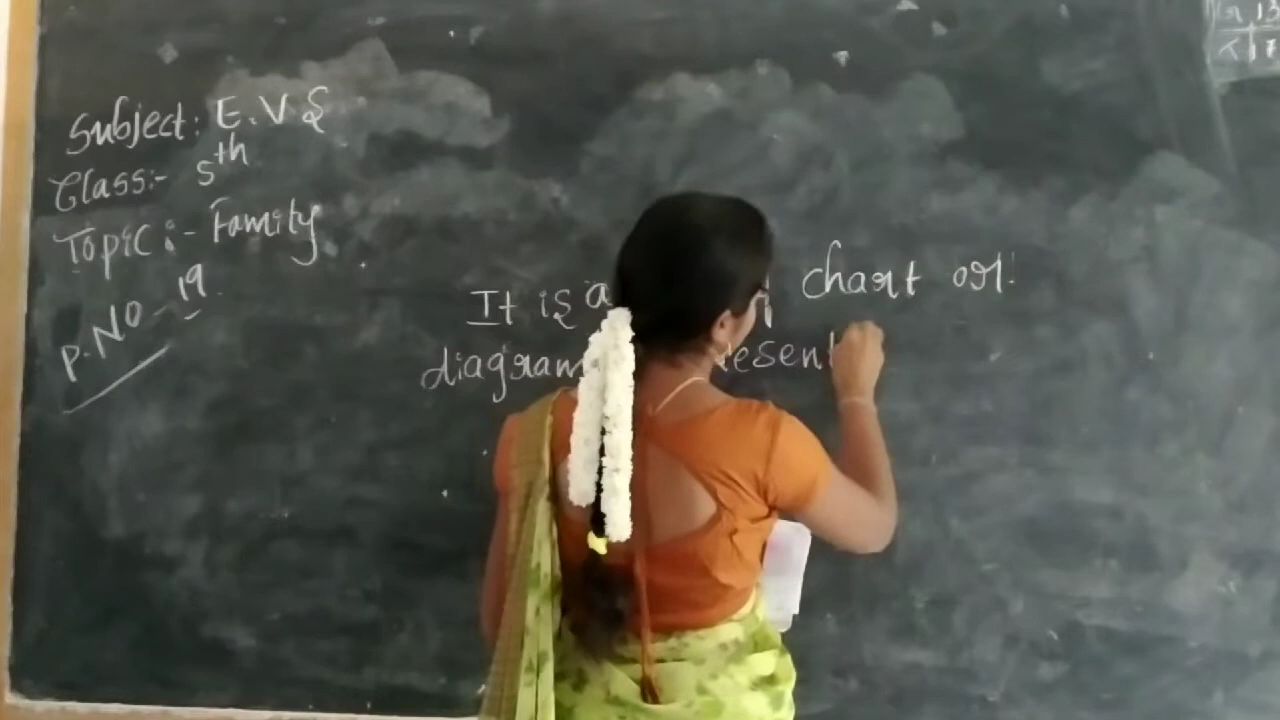 Subject: E.V.S
Class:- 5th
Topic:- Family
P.NO - 19
It is a chart or
diagram